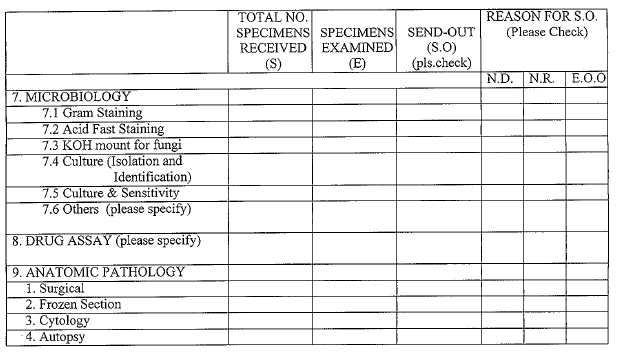 TOTAL NO. SPECIMENS RECEIVED (S)
SPECIMENS EXAMINED (E)
SEND-OUT (S.O) (pls.check)
REASON FOR S.O. (Please Check)
N.D. N.R. E.O.O
7. MICROBIOLOGY
7.1 Gram Staining
7.2 Acid Fast Staining
7.3 KOH mount for fungi
7.4 Culture (Isolation and
Identification)
7.5 Culture & Sensitivity
7.6 Others (please specify)
8. DRUG ASSAY (please specify)
9. ANATOMIC PATHOLOGY
1. Surgical
2. Frozen Section
3. Cytology
4. Autopsy